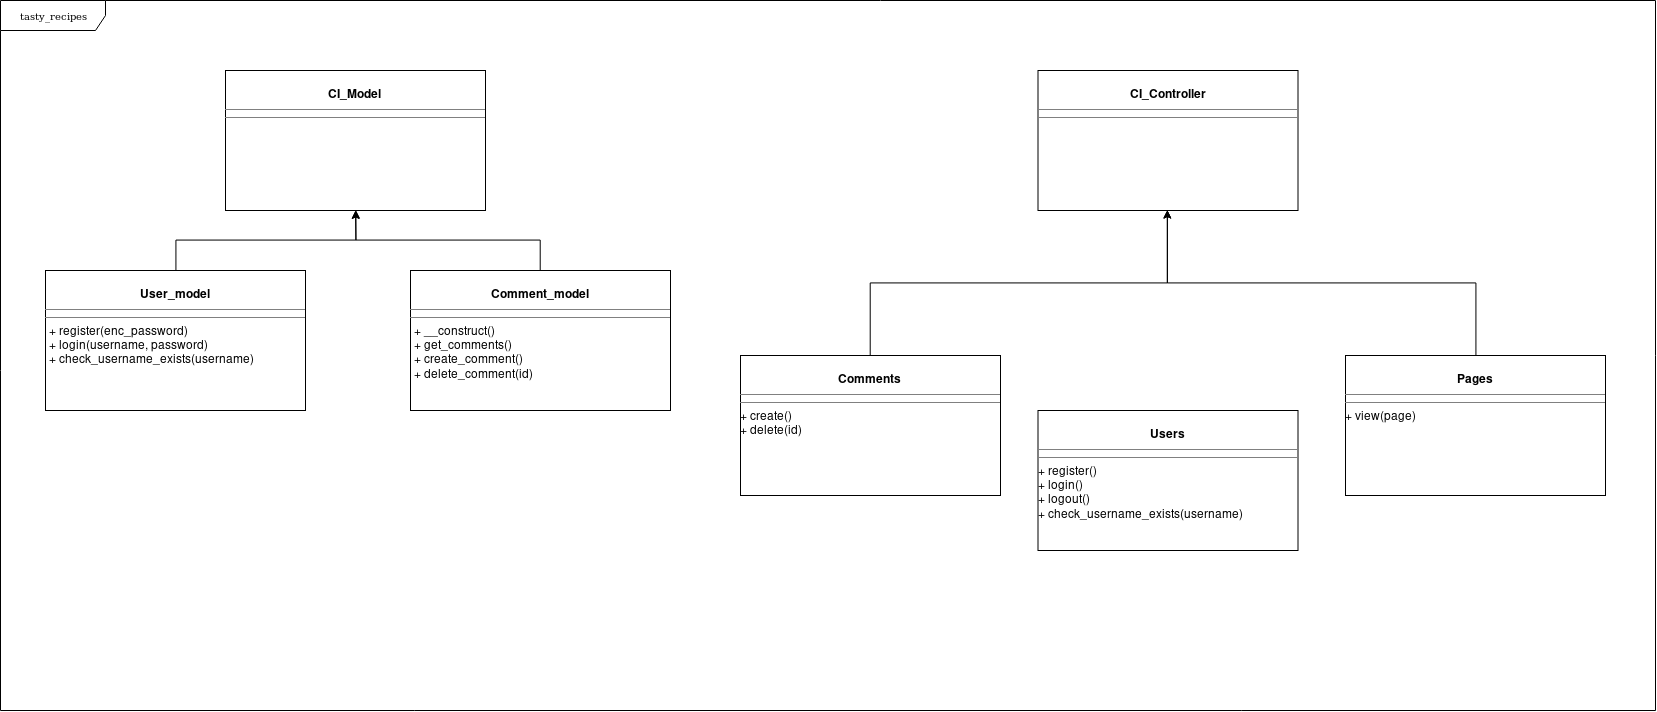 tasty_recipes
CI_Model
CI_Controller
User_model
+ register(enc_password)
+ login(username, password)
+ check_username_exists(username)
Comment_model
+ __construct()
+ get_comments()
+ create_comment()
+ delete_comment(id)
Comments
+ create()
+ delete(id)
Users
+ register()
+ login()
+ logout()
+ check_username_exists(username)
Pages
+ view(page)